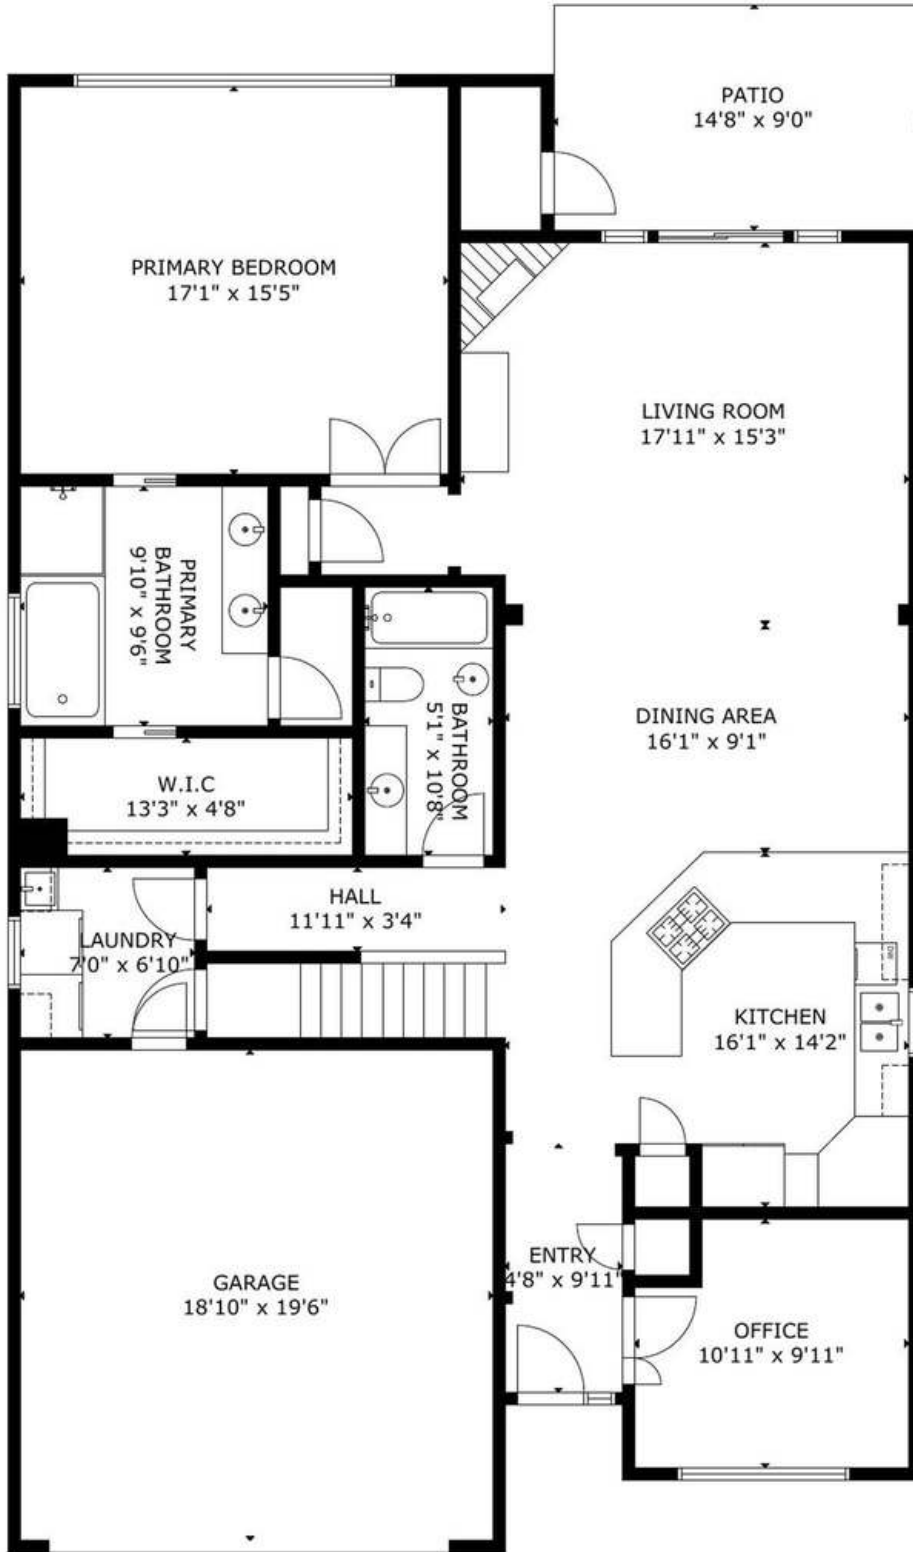 PATIO
14'8" x 9'0"
PRIMARY BEDROOM
17'1" x 15'5"
LIVING ROOM
17'11" x 15'3"
PRIMARY
BATHROOM
9'10" x 9'6"
BATHROOM
5'1" x 10'8"
DINING AREA
16'1" x 9'1"
W.I.C
13'3" x 4'8"
HALL
11'11" x 3'4"
LAUNDRY
7'0" x 6'10"
DW
KITCHEN
16'1" x 14'2"
ENTRY
4'8" x 9'11"
GARAGE
18'10" x 19'6"
OFFICE
10'11" x 9'11"